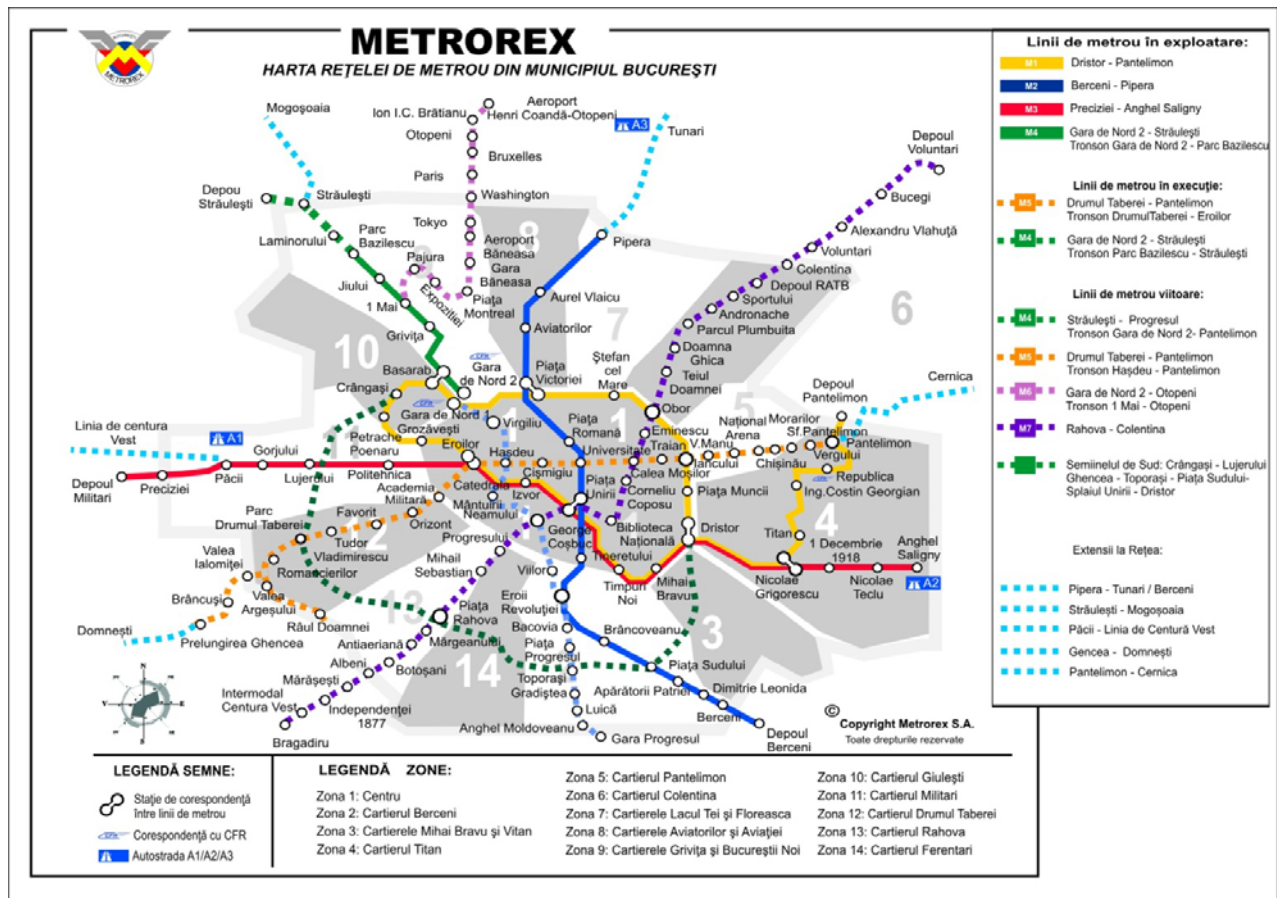 METROREX
HARTA REȚELEI DE METROU DIN MUNICIPIUL BUCUREȘTI
BUCUREȘTI
METROREX
Mogoșoaia
Ion I.C. Brătianu
Aeroport
Henri Coandă-Otopeni
A3
Otopeni
Tunari
Bruxelles
Depoul
Voluntari
Paris
Washington
Bucegi
Depou
Străulești
Străulești
Tokyo
Alexandru Vlahuță
Parc
Bazilescu
Laminorului
Pipera
Aeroport
Băneasa
Voluntari
Pajura
Gara
Băneasa
Colentina
Jiului
Expozitiei
Depoul RATB
1 Mai
Piața
Montreal
Aurel Vlaicu
Sportului
Andronache
Grivița
Aviatorilor
Parcul Plumbuita
Doamna
Ghica
CFR
Gara
de Nord 2
Basarab
Piața
Victoriei
Ștefan
cel
Mare
Teiul
Doamnei
Depoul
Pantelimon
Cernica
Crângași
CFR
Gara de Nord 1
Grozăvești
Virgiliu
Obor
Linia de centura
Vest
A1
Petrache
Poenaru
Piața
Romană
Eminescu
Național
Arena
Morarilor
Sf.Pantelimon
Gorjului
Eroilor
Hașdeu
Universitate
Traian
V.Manu
Pantelimon
Iancului
Chișinău
Vergului
Depoul
Militari
Preciziei
Păcii
Lujerului
Politehnica
Catedrala
Cișmigiu
Calea Moșilor
CFR
Republica
Academia
Militară
Mântuirii
Neamului
Izvor
Piața
Unirii
Corneliu
Coposu
Piața Muncii
Ing.Costin Georgian
Parc
Drumul Taberei
Favorit
Orizont
George
Coșbuc
Biblioteca
Națională
Dristor
Titan
1 Decembrie
1918
Anghel
Saligny
Tudor
Vladimirescu
Progresului
Tineretului
Valea
Ialomiței
Romancierilor
Mihail
Sebastian
Viilor
Timpuri
Noi
Mihai
Bravu
Nicolae
Grigorescu
Nicolae
Teclu
A2
Brâncuși
Valea
Argeșului
Eroii
Revoluției
Piața
Rahova
Domnești
Râul Doamnei
Bacovia
Brâncoveanu
Prelungirea Ghencea
Antiaeriană
Mărgeanului
Piața
Progresul
Piața Sudului
Albeni
Botoșani
Toporași
Mărășești
Gradiștea
Apărătorii Patriei
Dimitrie Leonida
Intermodal
Centura Vest
Independenței
1877
Luică
Berceni
Bragadiru
Anghel Moldoveanu
Gara Progresul
Depoul
Berceni
1
1
1
1
2
3
4
5
6
7
8
9
10
11
13
14
N
V
E
S
©
Copyright Metrorex S.A.
Toate drepturile rezervate
LEGENDĂ SEMNE:
Stație de corespondență
între linii de metrou
CFR Corespondență cu CFR
Autostrada A1/A2/A3
LEGENDĂ ZONE:
Zona 1: Centru
Zona 2: Cartierul Berceni
Zona 3: Cartierele Mihai Bravu și Vitan
Zona 4: Cartierul Titan
Zona 5: Cartierul Pantelimon
Zona 6: Cartierul Colentina
Zona 7: Cartierele Lacul Tei și Floreasca
Zona 8: Cartierele Aviatorilor și Aviației
Zona 9: Cartierele Grivița și Bucureștii Noi
Zona 10: Cartierul Giulești
Zona 11: Cartierul Militari
Zona 12: Cartierul Drumul Taberei
Zona 13: Cartierul Rahova
Zona 14: Cartierul Ferentari
Linii de metrou în exploatare:
M1 Dristor - Pantelimon
M2 Berceni - Pipera
M3 Preciziei - Anghel Saligny
M4 Gara de Nord 2 - Străulești
Tronson Gara de Nord 2 - Parc Bazilescu
Linii de metrou în execuție:
M5 Drumul Taberei - Pantelimon
Tronson DrumulTaberei - Eroilor
M4 Gara de Nord 2 - Străulești
Tronson Parc Bazilescu - Străulești
Linii de metrou viitoare:
M4 Străulești - Progresul
Tronson Gara de Nord 2- Pantelimon
M5 Drumul Taberei - Pantelimon
Tronson Hașdeu - Pantelimon
M6 Gara de Nord 2 - Otopeni
Tronson 1 Mai - Otopeni
M7 Rahova - Colentina
Semiinelul de Sud: Crângași - Lujerului
Ghencea - Toporași - Piața Sudului-
Splaiul Unirii - Dristor
Extensii la Rețea:
Pipera - Tunari / Berceni
Străulești - Mogoșoaia
Păcii - Linia de Centură Vest
Gencea - Domnești
Pantelimon - Cernica